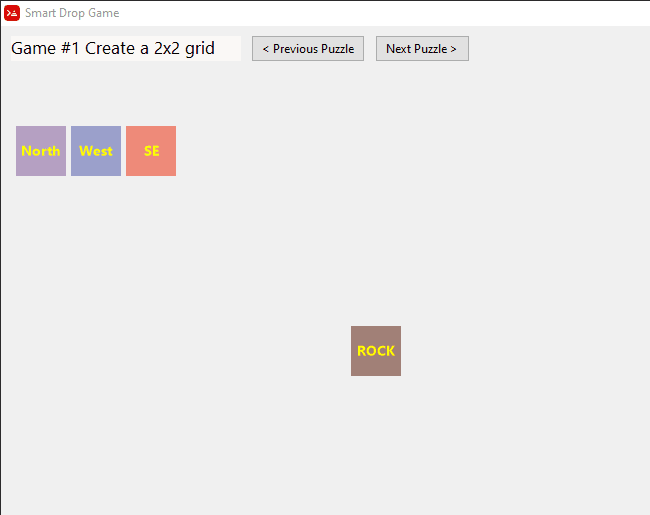 Smart Drop Game
Game #1 Create a 2x2 grid
< Previous Puzzle
Next Puzzle >
North
West
SE
ROCK